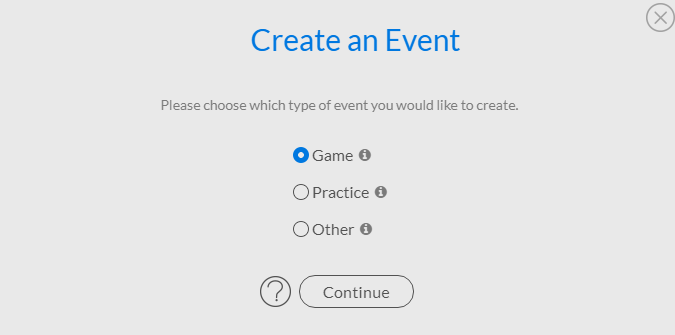 Create an Event
Please choose which type of event you would like to create.
Game
Practice
Other
? Continue